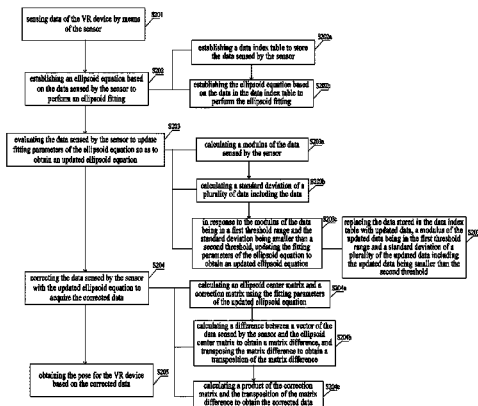 S201
sensing data of the VR device by means
of the sensor
S202a
establishing a data index table to store
the data sensed by the sensor
S202
establishing an ellipsoid equation based
on the data sensed by the sensor to
perform an ellipsoid fitting
establishing the ellipsoid equation based
on the data in the data index table to
perform the ellipsoid fitting
S203
evaluating the data sensed by the sensor to update
fitting parameters of the ellipsoid equation so as to
obtain an updated ellipsoid equation
S203a
calculating a modulus of the data
sensed by the sensor
S203b
calculating a standard deviation of a
plurality of data including the data
in response to the modulus of the data
being in a first threshold range and the
standard deviation being smaller than a
second threshold, updating the fitting
parameters of the ellipsoid equation to
obtain an updated ellipsoid equation
replacing the data stored in the data index
table with updated data, a modulus of the
updated data being in the first threshold
range and a standard deviation of a
plurality of the updated data including
the updated data being smaller than the
second threshold
S204
correcting the data sensed by the sensor
with the updated ellipsoid equation to
acquire the corrected data
S204a
calculating an ellipsoid center matrix and a
correction matrix using the fitting parameters
of the updated ellipsoid equation
S204b
calculating a difference between a vector of the data
sensed by the sensor and the ellipsoid
center matrix to obtain a matrix difference, and
transposing the matrix difference to obtain a
transposition of the matrix difference
S205
obtaining the pose for the VR device
based on the corrected data
S204c
calculating a product of the correction
matrix and the transposition of the matrix
difference to obtain the corrected data